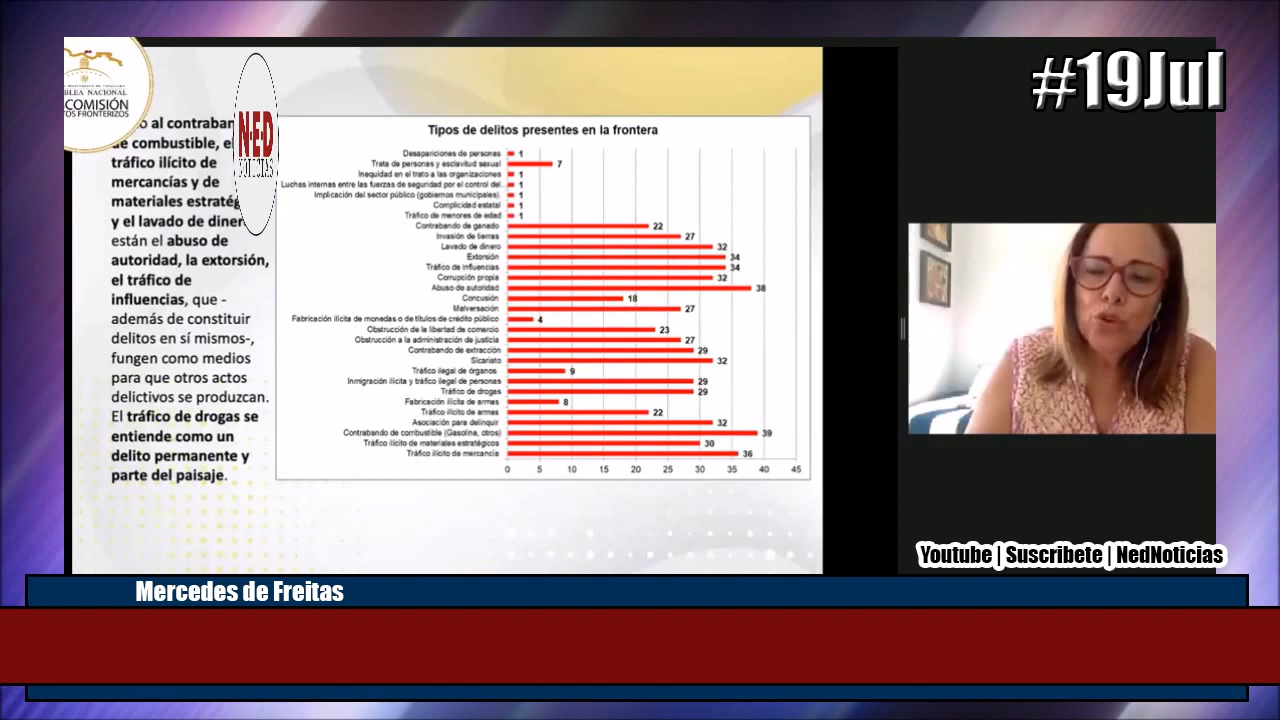 #19Jul
BLEA NACIONAL
COMISIÓN
TOS FRONTERIZOS
N·E·D
NOTICIAS
al contraban
de combustible, el
tráfico ilícito de
mercancías y de
materiales estratég
y el lavado de diner
están el abuso de
autoridad, la extorsión,
el tráfico de
influencias, que -
además de constituir
delitos en sí mismos-,
fungen como medios
para que otros actos
delictivos se produzcan.
El tráfico de drogas se
entiende como un
delito permanente y
parte del paisaje.
Tipos de delitos presentes en la frontera
Desapariciones de personas 1
Trata de personas y esclavitud sexual 7
Inequidad en el trato a las organizaciones 1
Luchas internas entre las fuerzas de seguridad por el control del... 1
Implicación del sector público (gobiernos municipales). 1
Complicidad estatal 1
Tráfico de menores de edad 1
Contrabando de ganado 22
Invasión de tierras 27
Lavado de dinero 32
Extorsión 34
Tráfico de influencias 34
Corrupción propia 32
Abuso de autoridad 38
Concusión 18
Malversación 27
Fabricación ilícita de monedas o de títulos de crédito público 4
Obstrucción de la libertad de comercio 23
Obstrucción a la administración de justicia 27
Contrabando de extracción 29
Sicariato 32
Tráfico ilegal de órganos 9
Inmigración ilícita y tráfico ilegal de personas 29
Tráfico de drogas 29
Fabricación ilícita de armas 8
Tráfico ilícito de armas 22
Asociación para delinquir 32
Contrabando de combustible (Gasolina, otros) 39
Tráfico ilícito de materiales estratégicos 30
Tráfico ilícito de mercancía 36
0 5 10 15 20 25 30 35 40 45
Youtube | Suscribete | NedNoticias
Mercedes de Freitas